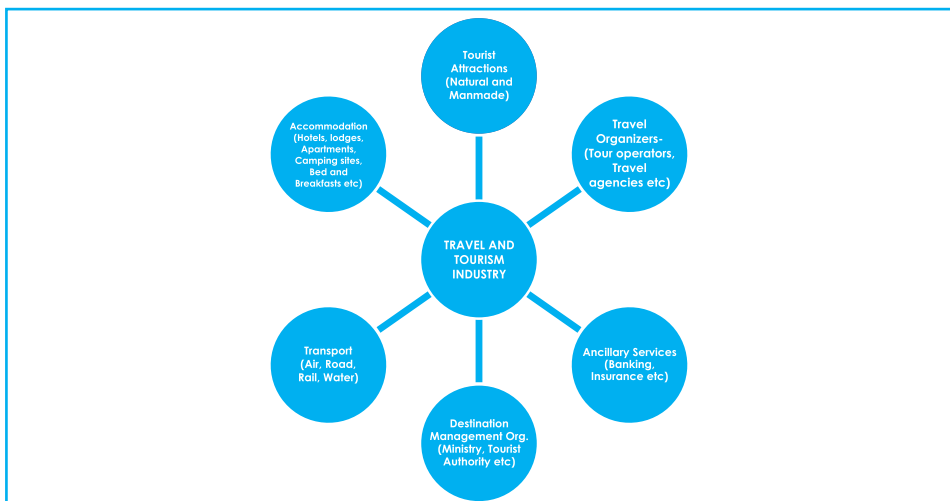 Tourist
Attractions
(Natural and
Manmade)
Accommodation
(Hotels, lodges,
Apartments,
Camping sites,
Bed and
Breakfasts etc)
Travel
Organizers-
(Tour operators,
Travel
agencies etc)
TRAVEL AND
TOURISM
INDUSTRY
Transport
(Air, Road,
Rail, Water)
Ancillary Services
(Banking,
Insurance etc)
Destination
Management Org.
(Ministry, Tourist
Authority etc)